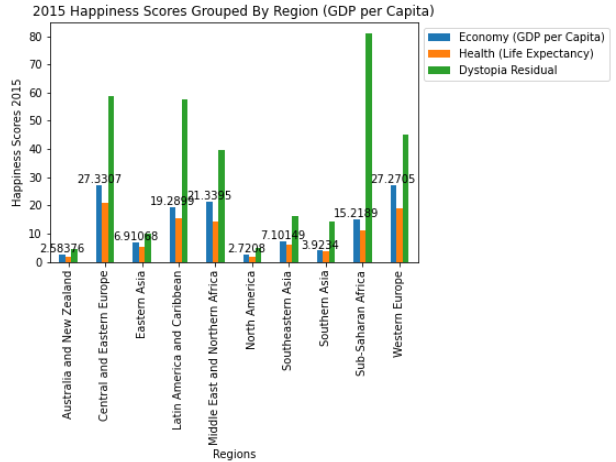 2015 Happiness Scores Grouped By Region (GDP per Capita)
Economy (GDP per Capita)
Health (Life Expectancy)
Dystopia Residual
Happiness Scores 2015
80
70
60
50
40
30
20
10
0
2.58376
27.3307
6.91068
19.2899
21.3395
2.7208
7.10149
3.9234
15.2189
27.2705
Australia and New Zealand
Central and Eastern Europe
Eastern Asia
Latin America and Caribbean
Middle East and Northern Africa
North America
Southeastern Asia
Southern Asia
Sub-Saharan Africa
Western Europe
Regions